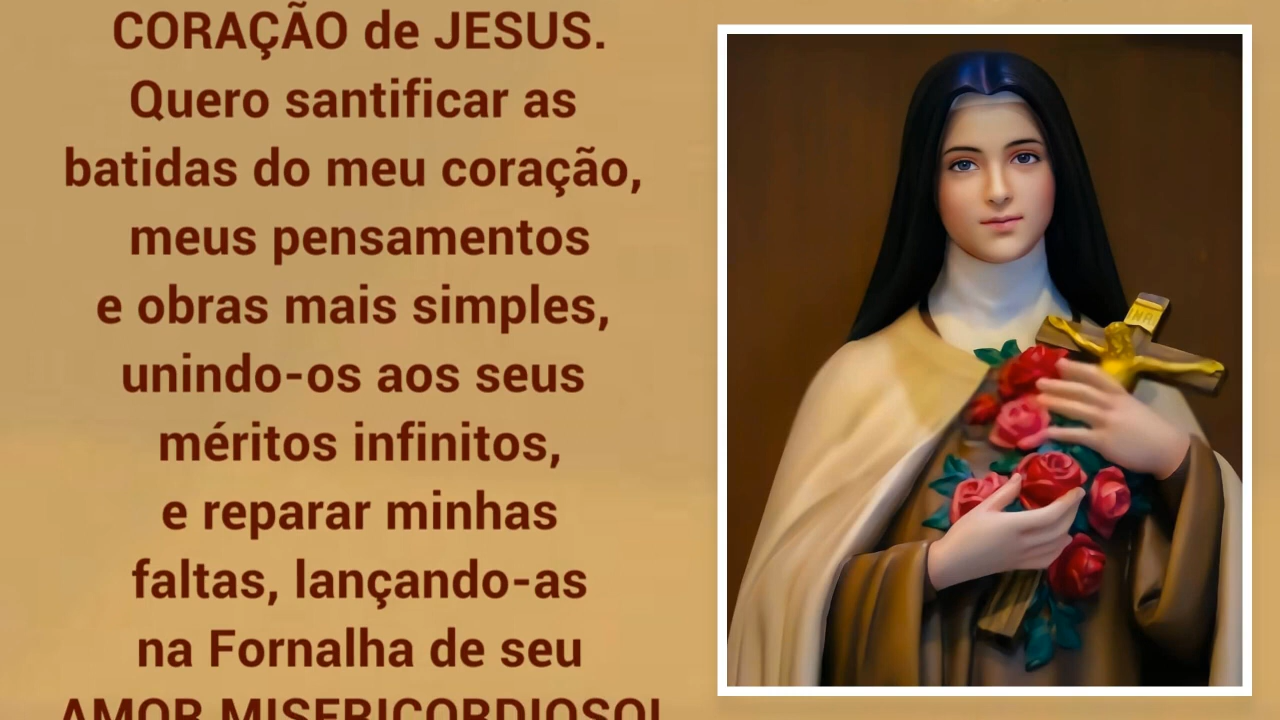 CORAÇÃO de JESUS.
Quero santificar as
batidas do meu coração,
meus pensamentos
e obras mais simples,
unindo-os aos seus
méritos infinitos,
e reparar minhas
faltas, lançando-as
na Fornalha de seu
AMOR MISERICORDIOSO!
INRI